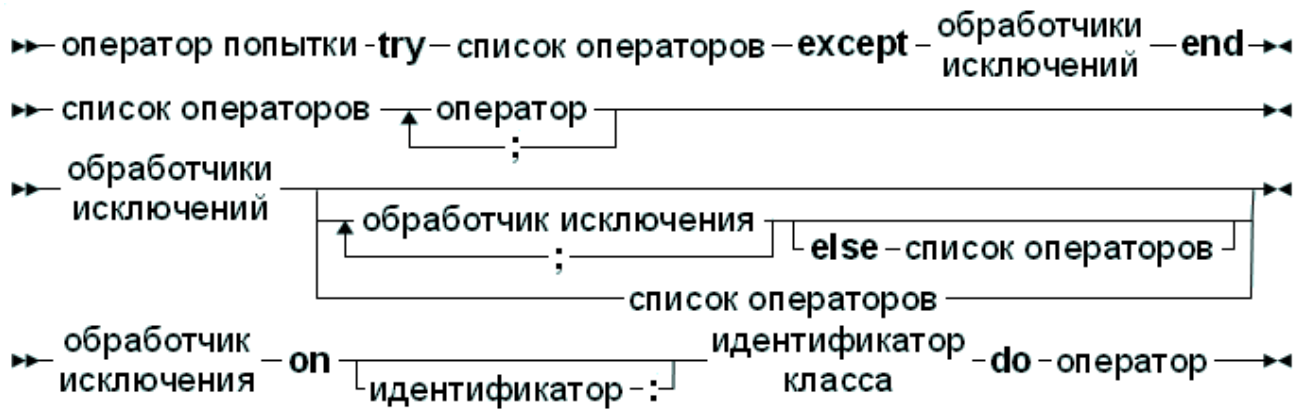 оператор попытки try список операторов except обработчики исключений end
список операторов оператор
;
обработчики исключений
обработчик исключения
;
else список операторов
список операторов
обработчик исключения on идентификатор : идентификатор класса do оператор